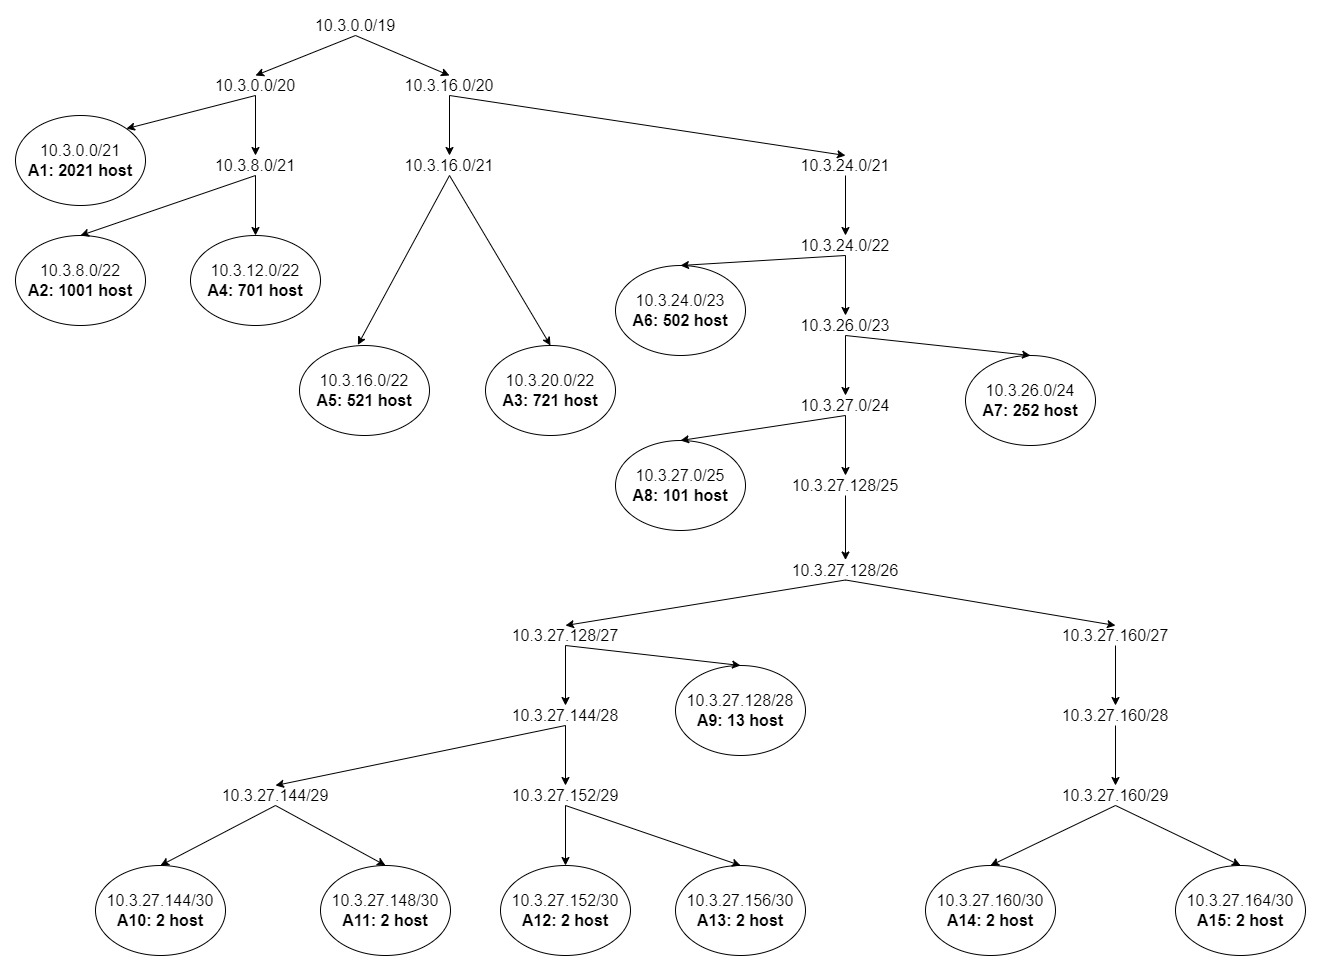 10.3.0.0/19
10.3.0.0/20
10.3.16.0/20
10.3.0.0/21
A1: 2021 host
10.3.8.0/21
10.3.16.0/21
10.3.24.0/21
10.3.8.0/22
A2: 1001 host
10.3.12.0/22
A4: 701 host
10.3.24.0/22
10.3.24.0/23
A6: 502 host
10.3.26.0/23
10.3.16.0/22
A5: 521 host
10.3.20.0/22
A3: 721 host
10.3.26.0/24
A7: 252 host
10.3.27.0/24
10.3.27.0/25
A8: 101 host
10.3.27.128/25
10.3.27.128/26
10.3.27.128/27
10.3.27.160/27
10.3.27.128/28
A9: 13 host
10.3.27.144/28
10.3.27.160/28
10.3.27.144/29
10.3.27.152/29
10.3.27.160/29
10.3.27.144/30
A10: 2 host
10.3.27.148/30
A11: 2 host
10.3.27.152/30
A12: 2 host
10.3.27.156/30
A13: 2 host
10.3.27.160/30
A14: 2 host
10.3.27.164/30
A15: 2 host